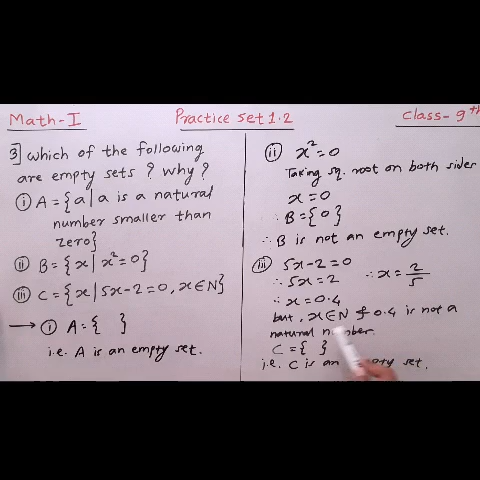 Math-I
Practice Set 1.2
Class- 9th
3] which of the following
are empty sets ? why ?
(i) A = {a | a is a natural
number smaller than
zero}
(ii) B = {x | x² = 0}
(iii) C = {x | 5x-2=0, x∈N}
→ (i) A = { }
i.e. A is an empty set.
(ii) x² = 0
Taking sq. root on both sides
x = 0
∴ B = {0}
∴ B is not an empty set.
(iii) 5x-2 = 0
∴ 5x = 2 ∴ x = 2/5
∴ x = 0.4
but, x∈N & 0.4 is not a
natural number.
C = { }
i.e. C is an empty set.